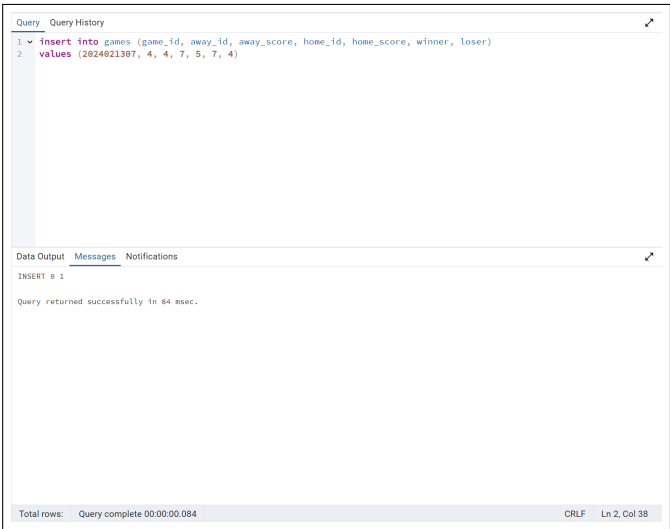 Query Query History
1 insert into games (game_id, away_id, away_score, home_id, home_score, winner, loser)
2 values (2024021307, 4, 4, 7, 5, 7, 4)
Data Output Messages Notifications
INSERT 0 1
Query returned successfully in 84 msec.
Total rows: Query complete 00:00:00.084 CRLF Ln 2, Col 38